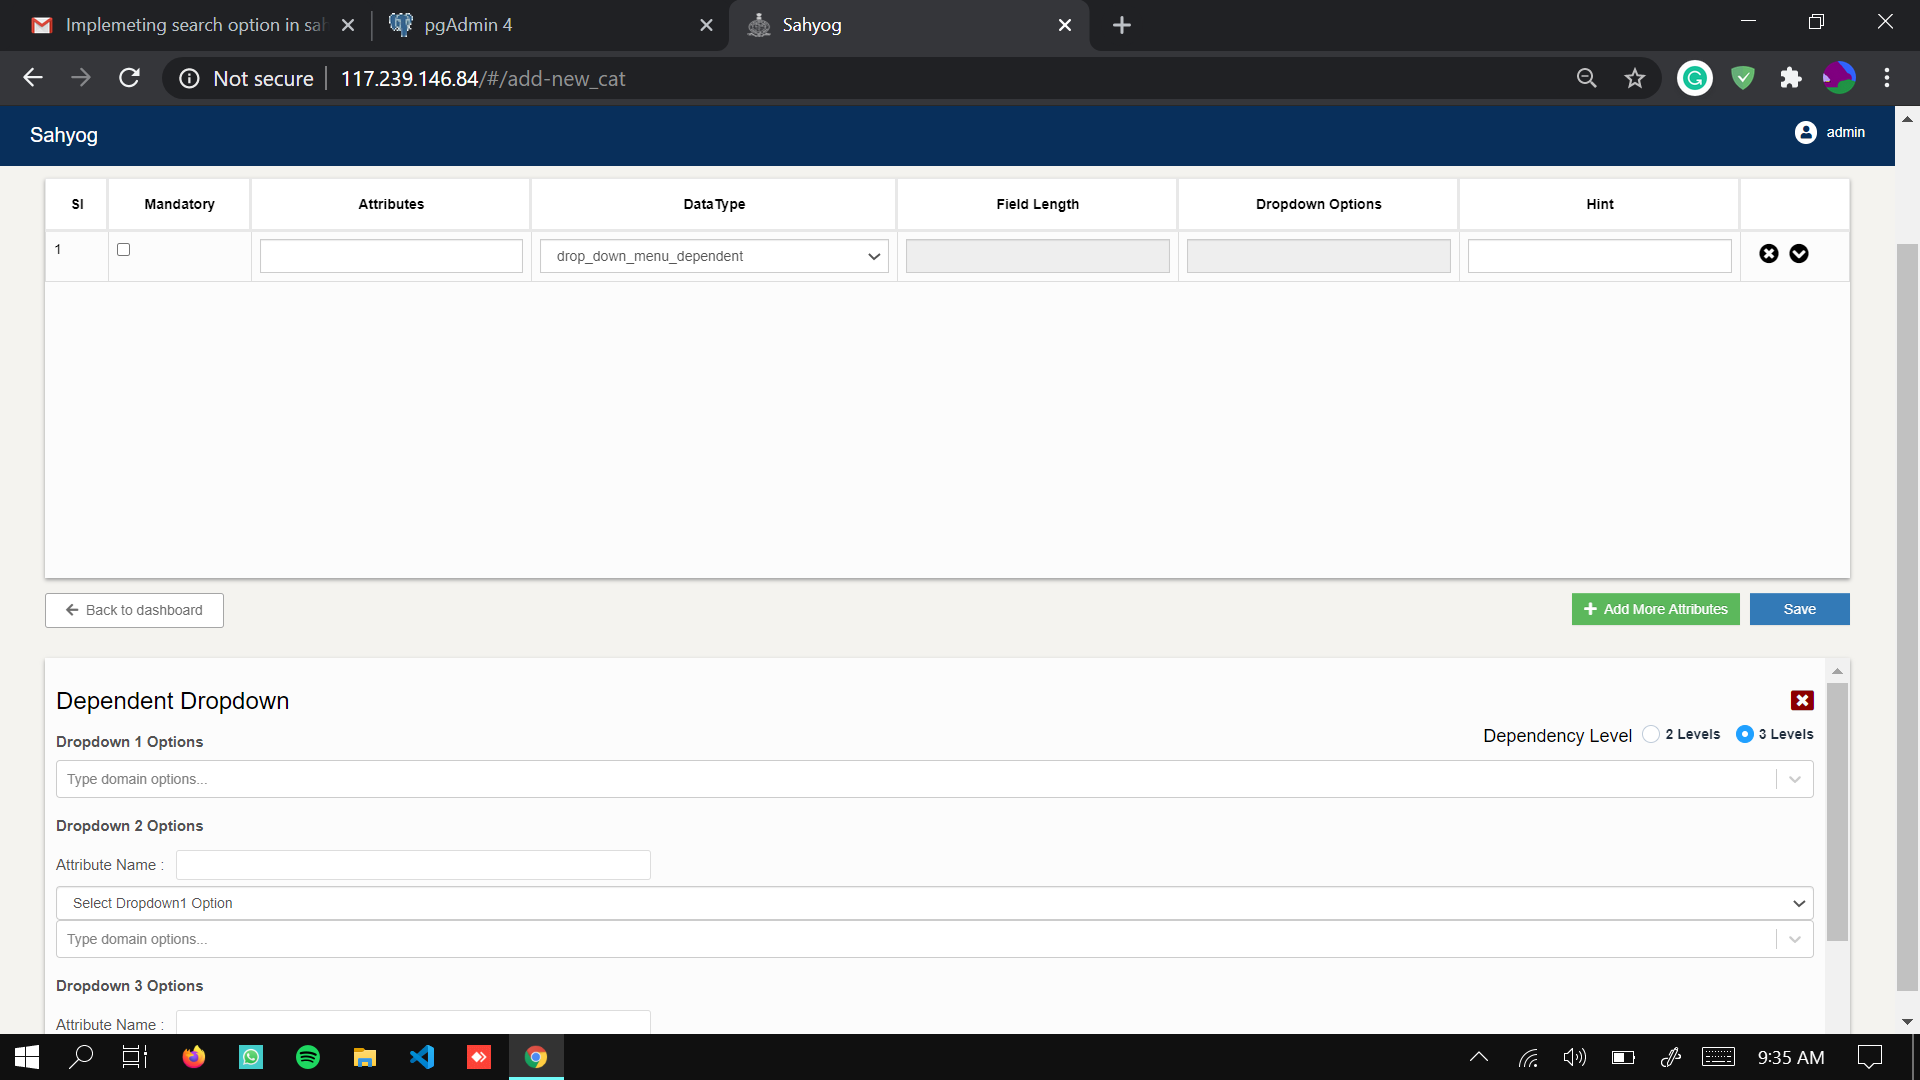 Implemeting search option in sah
pgAdmin 4
Sahyog
Not secure
117.239.146.84/#/add-new_cat
Sahyog
admin
Sl
Mandatory
Attributes
DataType
Field Length
Dropdown Options
Hint
1
drop_down_menu_dependent
Back to dashboard
Add More Attributes
Save
Dependent Dropdown
Dropdown 1 Options
Dependency Level
2 Levels
3 Levels
Type domain options...
Dropdown 2 Options
Attribute Name :
Select Dropdown1 Option
Type domain options...
Dropdown 3 Options
Attribute Name :
9:35 AM